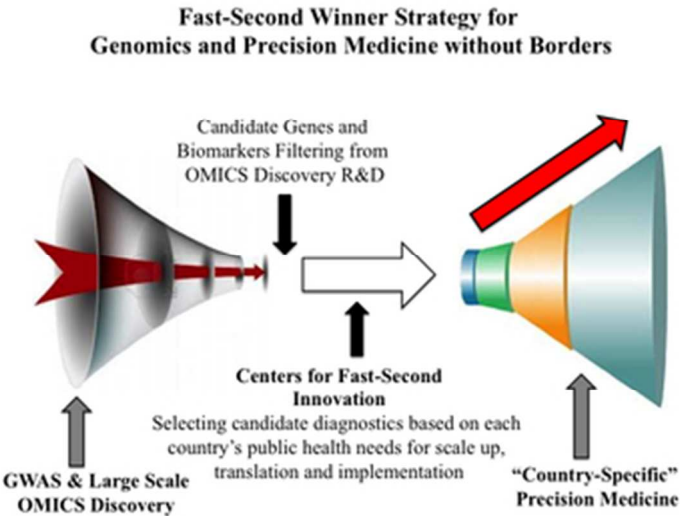 Fast-Second Winner Strategy for
Genomics and Precision Medicine without Borders
Candidate Genes and
Biomarkers Filtering from
OMICS Discovery R&D
Centers for Fast-Second
Innovation
Selecting candidate diagnostics based on each
country's public health needs for scale up,
translation and implementation
GWAS & Large Scale
OMICS Discovery
“Country-Specific”
Precision Medicine